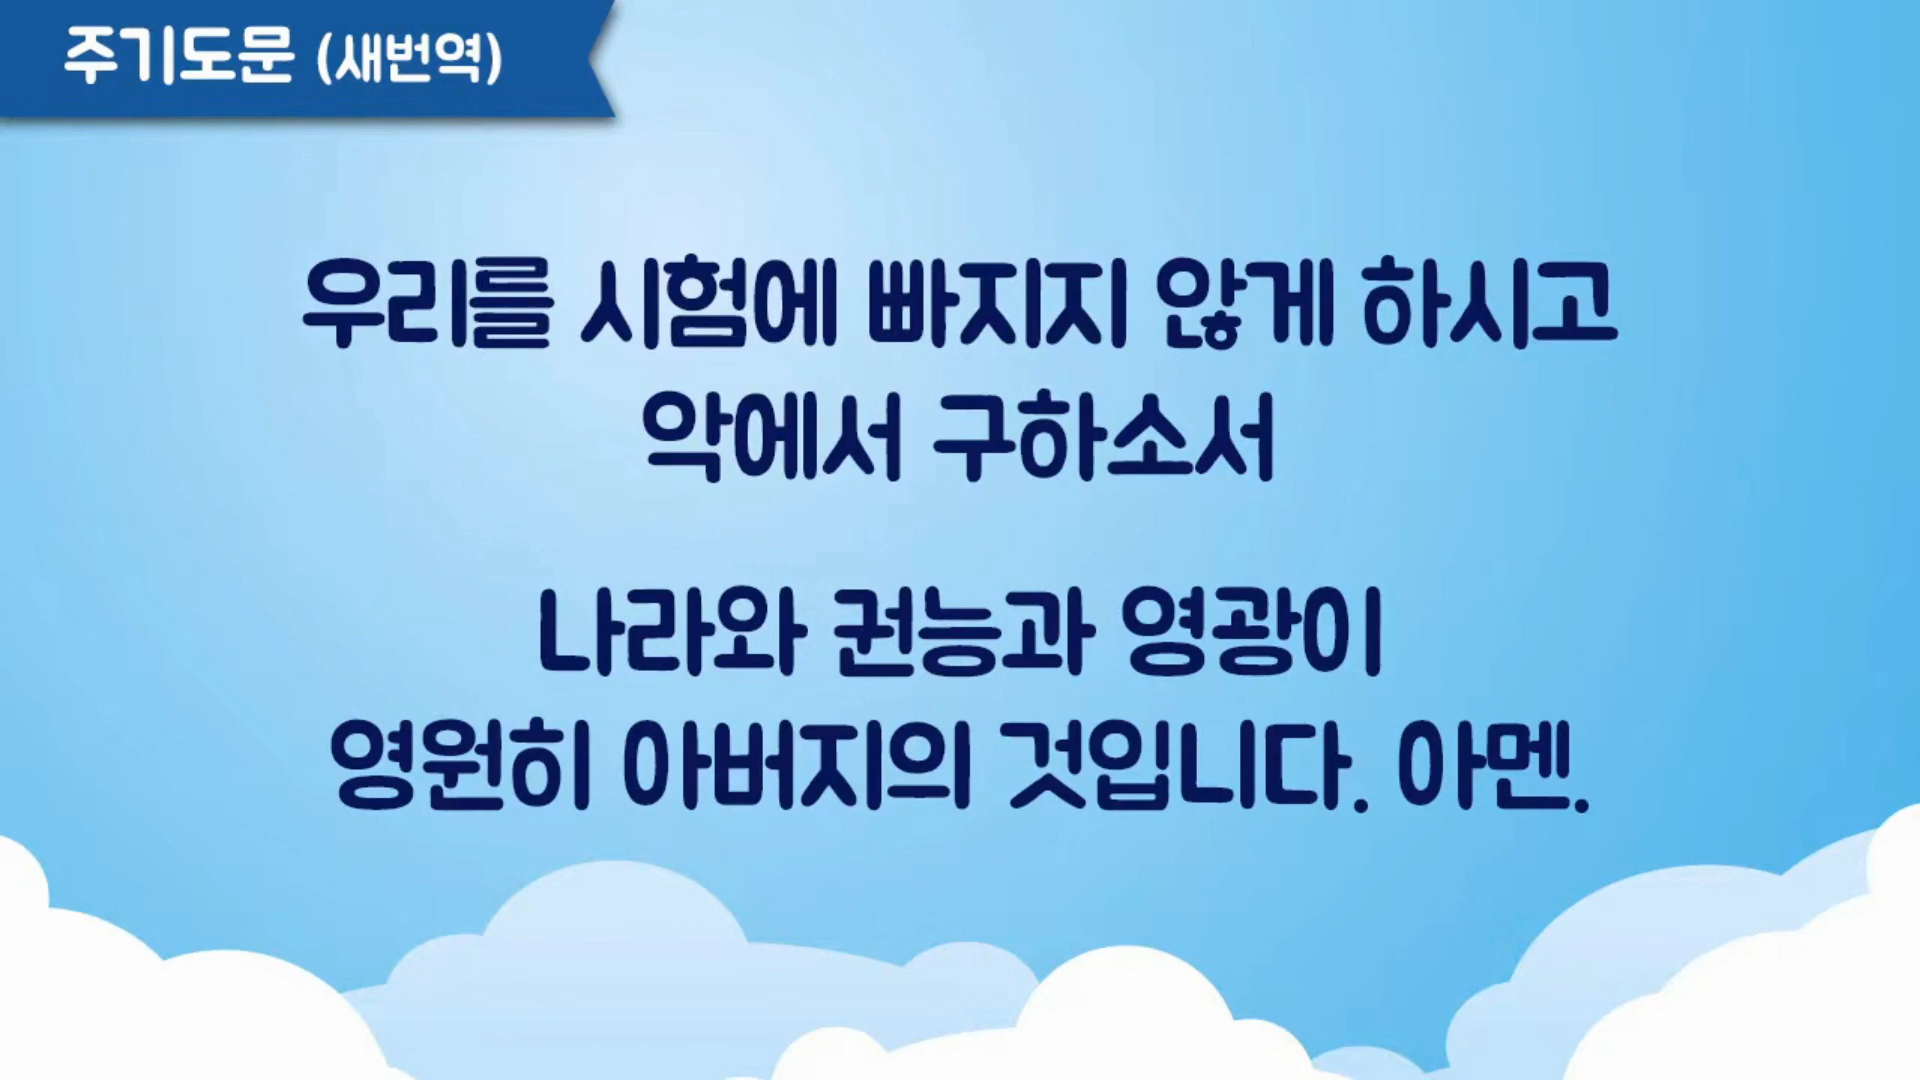 주기도문 (새번역)
우리를 시험에 빠지지 않게 하시고
악에서 구하소서
나라와 권능과 영광이
영원히 아버지의 것입니다. 아멘.